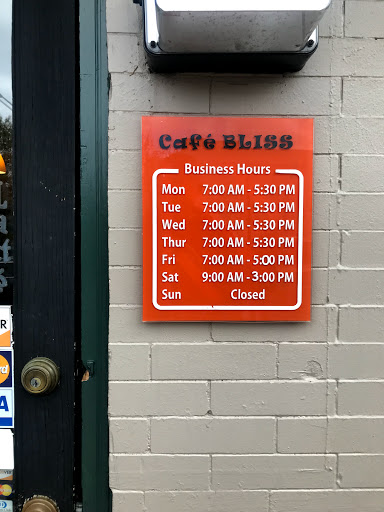 Café BLISS
Business Hours
Mon 7:00 AM - 5:30 PM
Tue 7:00 AM - 5:30 PM
Wed 7:00 AM - 5:30 PM
Thur 7:00 AM - 5:30 PM
Fri 7:00 AM - 5:00 PM
Sat 9:00 AM - 3:00 PM
Sun Closed